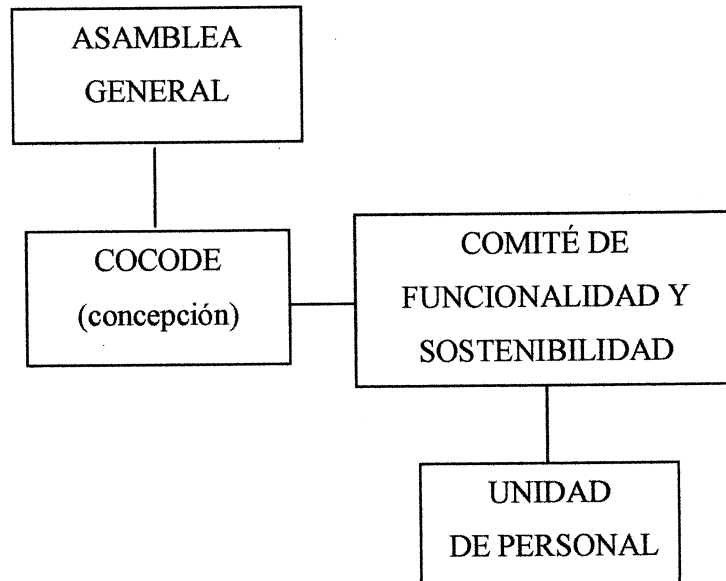 ASAMBLEA
GENERAL
COCODE
(concepción)
COMITÉ DE
FUNCIONALIDAD Y
SOSTENIBILIDAD
UNIDAD
DE PERSONAL